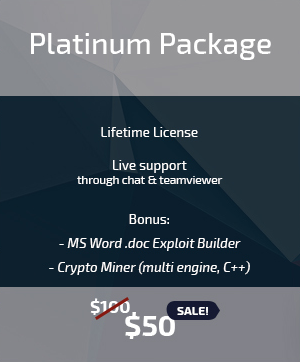 Platinum Package
Lifetime License
Live support
through chat & teamviewer
Bonus:
- MS Word .doc Exploit Builder
- Crypto Miner (multi engine, C++)
$100
$50
SALE!